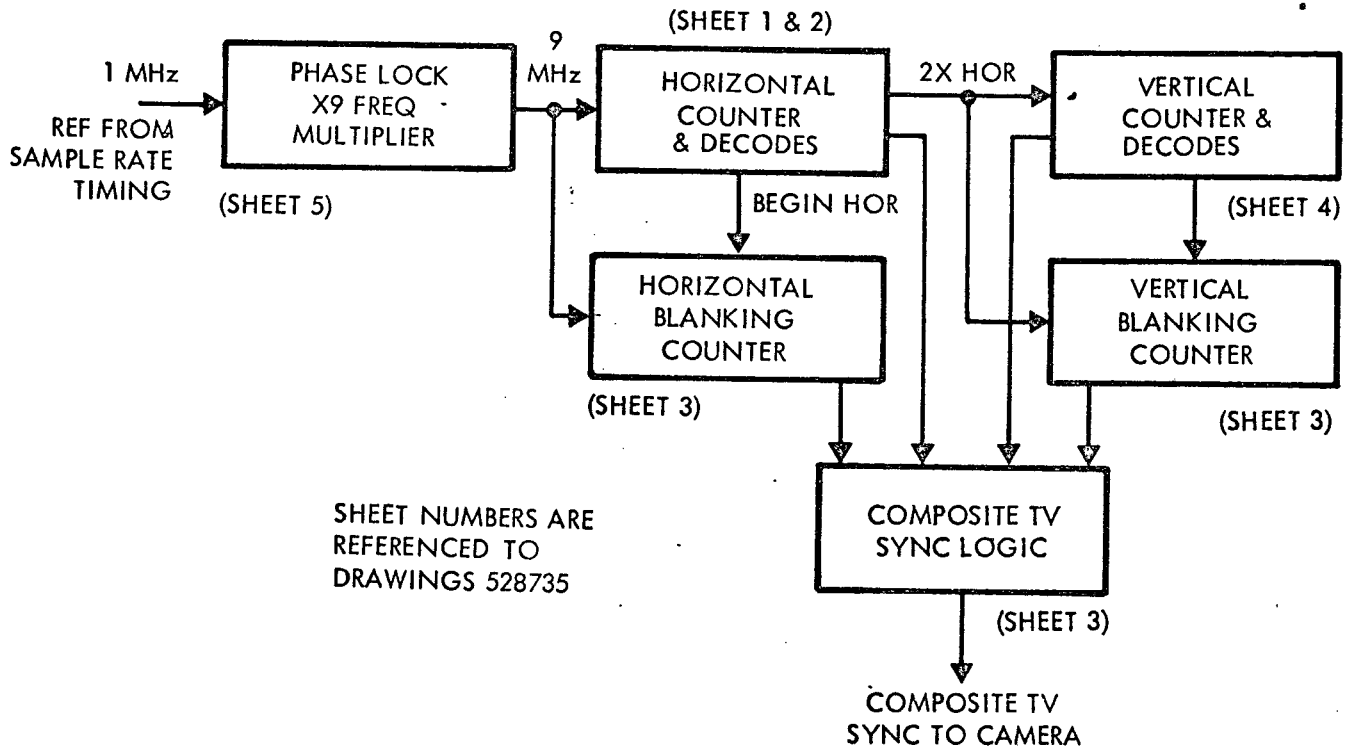 (SHEET 1 & 2)
1 MHz
REF FROM
SAMPLE RATE
TIMING
PHASE LOCK
X9 FREQ
MULTIPLIER
(SHEET 5)
9
MHz
HORIZONTAL
COUNTER
& DECODES
2X HOR
VERTICAL
COUNTER &
DECODES
(SHEET 4)
BEGIN HOR
HORIZONTAL
BLANKING
COUNTER
(SHEET 3)
VERTICAL
BLANKING
COUNTER
(SHEET 3)
SHEET NUMBERS ARE
REFERENCED TO
DRAWINGS 528735
COMPOSITE TV
SYNC LOGIC
(SHEET 3)
COMPOSITE TV
SYNC TO CAMERA